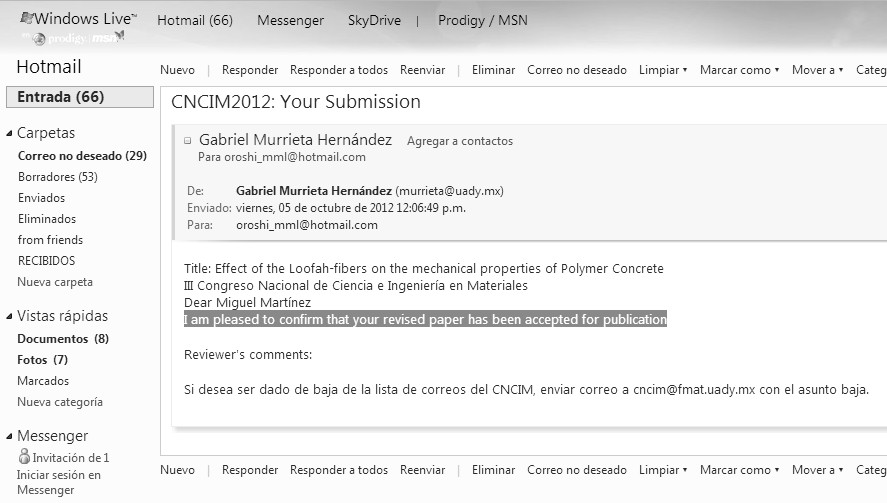 Windows Live™ Hotmail (66) Messenger SkyDrive | Prodigy / MSN
prodigy msn
Hotmail
Nuevo | Responder Responder a todos Reenviar | Eliminar Correo no deseado Limpiar Marcar como Mover a Categ
Entrada (66)
CNCIM2012: Your Submission
Carpetas
Correo no deseado (29)
Borradores (53)
Enviados
Eliminados
from friends
RECIBIDOS
Nueva carpeta
Vistas rápidas
Documentos (8)
Fotos (7)
Marcados
Nueva categoría
Messenger
Invitación de 1
Iniciar sesión en
Messenger
Gabriel Murrieta Hernández Agregar a contactos
Para oroshi_mml@hotmail.com
De: Gabriel Murrieta Hernández (murrieta@uady.mx)
Enviado: viernes, 05 de octubre de 2012 12:06:49 p.m.
Para: oroshi_mml@hotmail.com
Title: Effect of the Loofah-fibers on the mechanical properties of Polymer Concrete
III Congreso Nacional de Ciencia e Ingeniería en Materiales
Dear Miguel Martínez
I am pleased to confirm that your revised paper has been accepted for publication
Reviewer's comments:
Si desea ser dado de baja de la lista de correos del CNCIM, enviar correo a cncim@fmat.uady.mx con el asunto baja.
Nuevo | Responder Responder a todos Reenviar | Eliminar Correo no deseado Limpiar Marcar como Mover a Categ